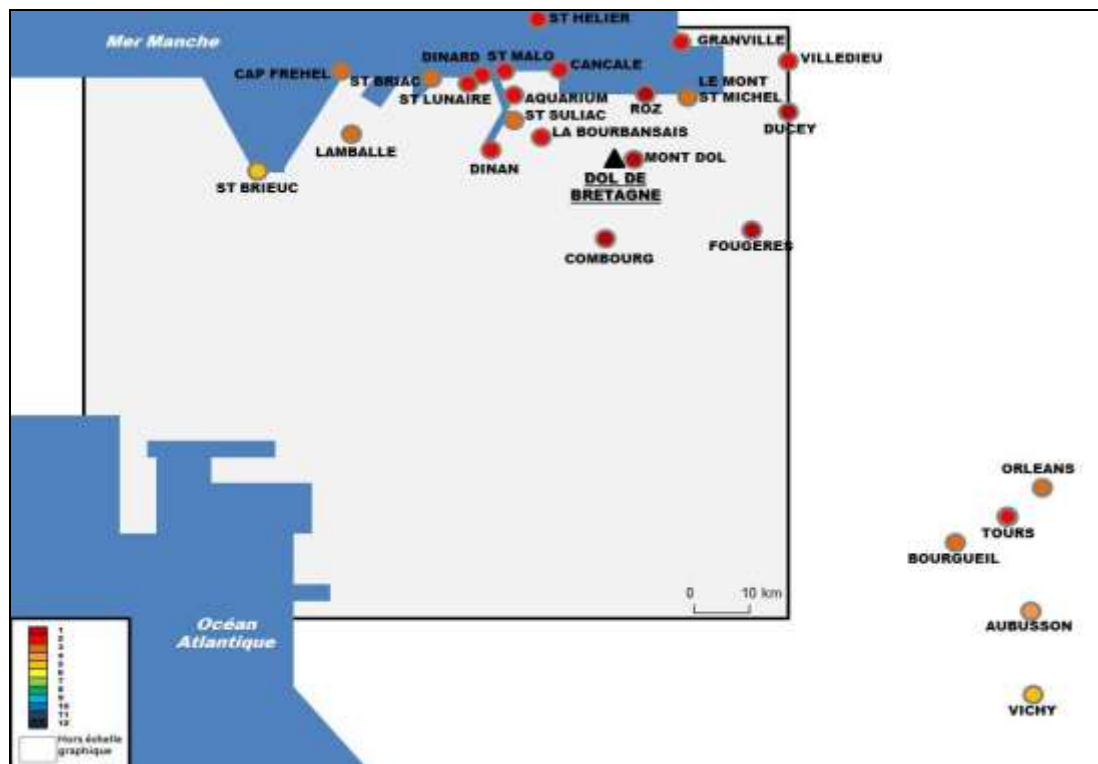 ST HELIER
Mer Manche
GRANVILLE
DINARD
ST MALO
VILLEDIEU
CANCALE
CAP FREHEL
ST BRIAC
LE MONT
ST MICHEL
ST LUNAIRE
AQUARIUM
ROZ
ST SULIAC
DUCEY
LA BOURBANSAIS
LAMBALLE
DINAN
MONT DOL
ST BRIEUC
DOL DE
BRETAGNE
FOUGERES
COMBOURG
ORLEANS
TOURS
BOURGUEIL
0 10 km
Océan
Atlantique
AUBUSSON
VICHY
1
2
3
4
5
6
7
8
9
10
11
12
Hors échelle
graphique